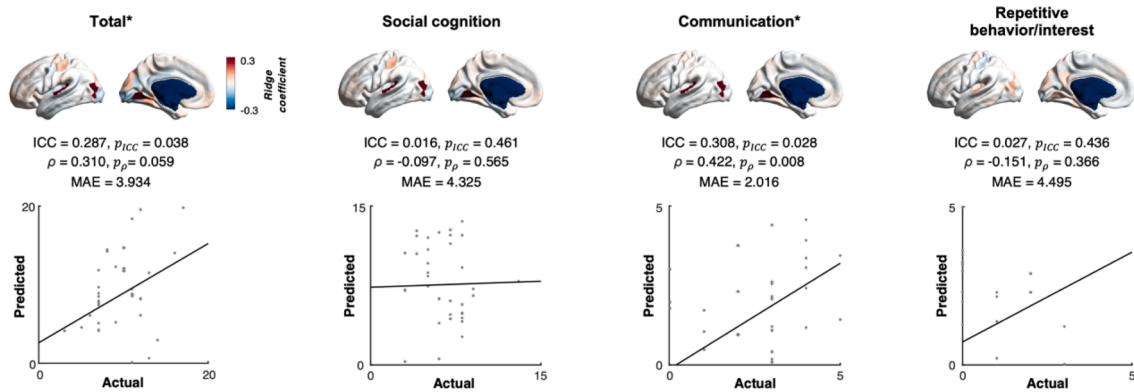 Total*
Social cognition
Communication*
Repetitive
behavior/interest
0.3
-0.3
Ridge
coefficient
ICC = 0.287, pICC = 0.038
ρ = 0.310, pρ = 0.059
MAE = 3.934
ICC = 0.016, pICC = 0.461
ρ = -0.097, pρ = 0.565
MAE = 4.325
ICC = 0.308, pICC = 0.028
ρ = 0.422, pρ = 0.008
MAE = 2.016
ICC = 0.027, pICC = 0.436
ρ = -0.151, pρ = 0.366
MAE = 4.495
20
Predicted
0
0
Actual
20
15
Predicted
0
0
Actual
15
5
Predicted
0
0
Actual
5
5
Predicted
0
0
Actual
5